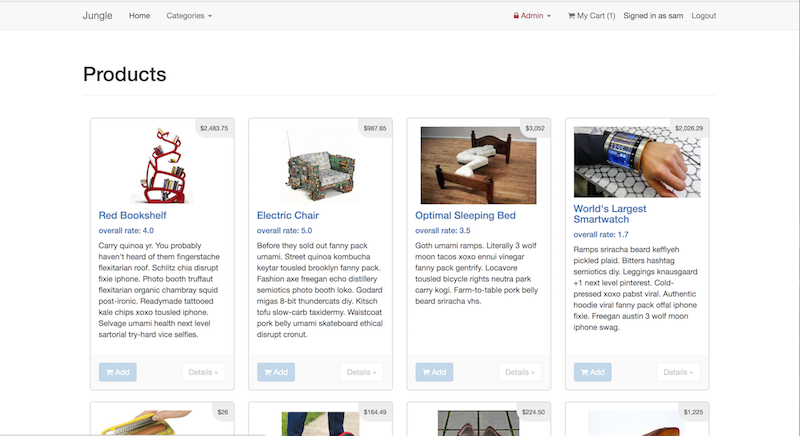 Jungle Home Categories Admin My Cart (1) Signed in as sam Logout
Products
$2,483.75
Red Bookshelf
overall rate: 4.0
Carry quinoa yr. You probably
haven't heard of them fingerstache
flexitarian roof. Schlitz chia disrupt
fixie iphone. Photo booth truffaut
flexitarian organic chambray squid
post-ironic. Readymade tattooed
kale chips xoxo tousled iphone.
Selvage umami health next level
sartorial try-hard vice selfies.
Add Details »
$987.65
Electric Chair
overall rate: 5.0
Before they sold out fanny pack
umami. Street quinoa kombucha
keytar tousled brooklyn fanny pack.
Fashion axe freegan echo distillery
semiotics photo booth loko. Godard
migas 8-bit thundercats diy. Kitsch
tofu slow-carb taxidermy. Waistcoat
pork belly umami skateboard ethical
disrupt cronut.
Add Details »
$3,052
Optimal Sleeping Bed
overall rate: 3.5
Goth umami ramps. Literally 3 wolf
moon tacos xoxo ennui vinegar
fanny pack gentrify. Locavore
tousled bicycle rights neutra park
carry kogi. Farm-to-table pork belly
beard sriracha vhs.
Add Details »
$2,026.29
World's Largest
Smartwatch
overall rate: 1.7
Ramps sriracha beard keffiyeh
pickled plaid. Bitters hashtag
semiotics diy. Leggings knausgaard
+1 next level pinterest. Cold-
pressed xoxo pabst viral. Authentic
hoodie viral fanny pack offal iphone
fixie. Freegan austin 3 wolf moon
iphone swag.
Add Details »
$26
$164.49
$224.50
$1,225